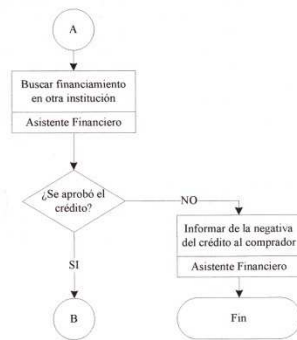 A
Buscar financiamiento
en otra institución
Asistente Financiero
¿Se aprobó el
crédito?
NO
Informar de la negativa
del crédito al comprador
Asistente Financiero
SI
B
Fin